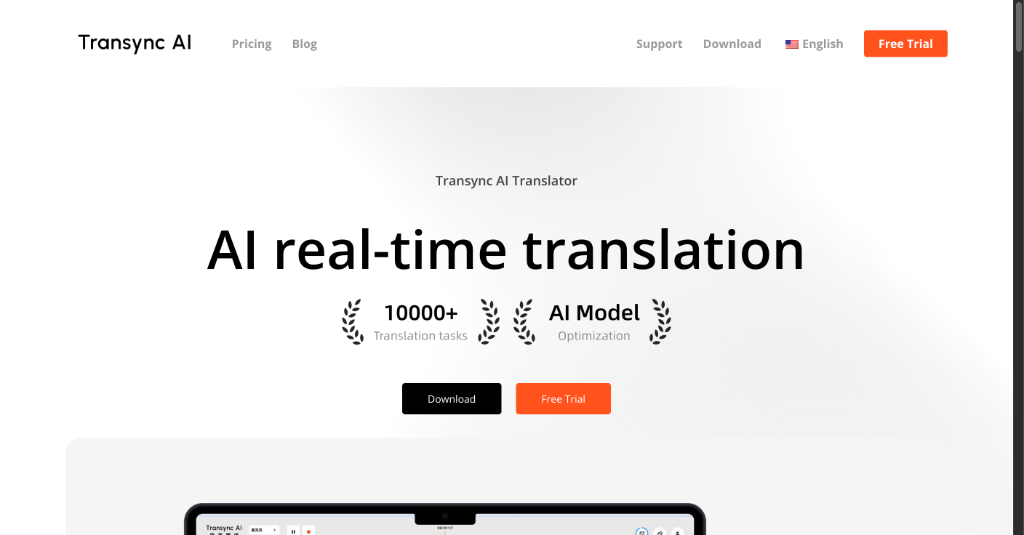 Transync AI
Pricing
Blog
Support
Download
English
Free Trial
Transync AI Translator
AI real-time translation
10000+
Translation tasks
AI Model
Optimization
Download
Free Trial
Transync AI